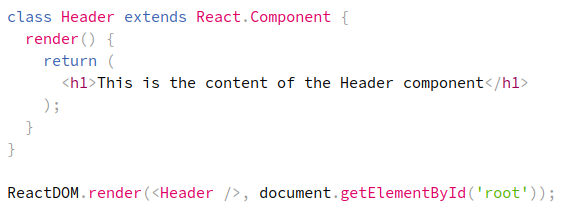 class Header extends React.Component {
  render() {
    return (
      <h1>This is the content of the Header component</h1>
    );
  }
}

ReactDOM.render(<Header />, document.getElementById('root'));